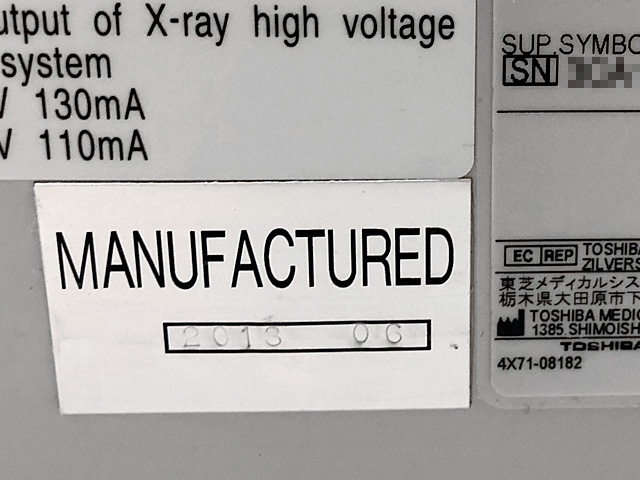 output of X-ray high voltage
system
130mA
110mA
MANUFACTURED
2013 06
SUP.SYMBO
SN
EC REP TOSHIBA
ZILVERS
東芝メディカルシス
栃木県大田原市下
TOSHIBA MEDIC
1385 SHIMOISH
TOSHIBA
4X71-08182